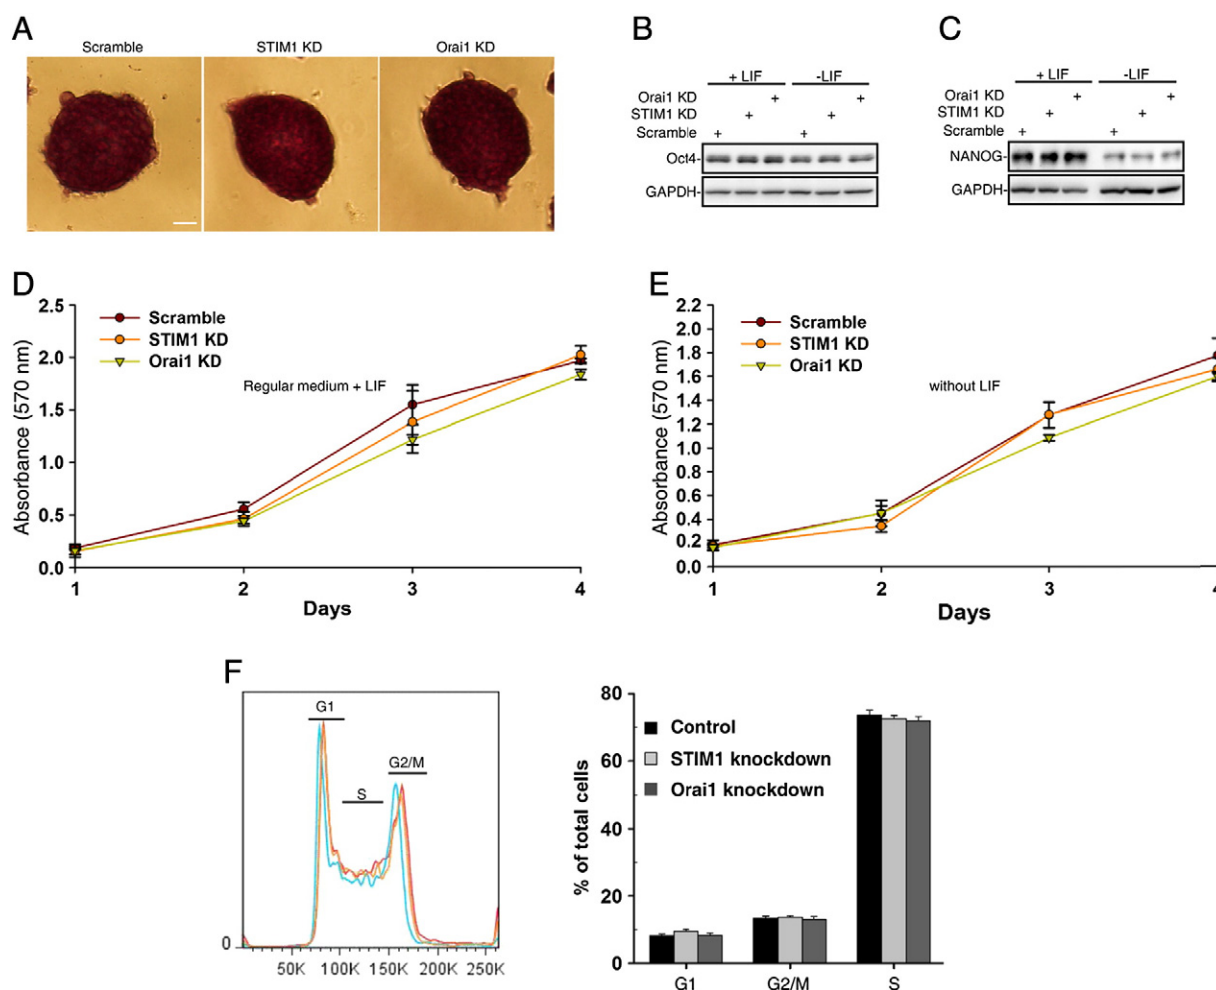 A
Scramble STIM1 KD Orai1 KD
B
+ LIF -LIF
Orai1 KD + +
STIM1 KD + +
Scramble + +
Oct4-
GAPDH-
C
+ LIF -LIF
Orai1 KD + +
STIM1 KD + +
Scramble + +
NANOG-
GAPDH-
D
2.5
2.0
1.5
1.0
0.5
0.0
Absorbance (570 nm)
Scramble
STIM1 KD
Orai1 KD
Regular medium + LIF
1 2 3 4
Days
E
2.2
2.0
1.8
1.6
1.4
1.2
1.0
0.8
0.6
0.4
0.2
0.0
Absorbance (570 nm)
Scramble
STIM1 KD
Orai1 KD
without LIF
1 2 3 4
Days
F
G1
G2/M
S
0
50K 100K 150K 200K 250K
80
60
40
20
0
% of total cells
Control
STIM1 knockdown
Orai1 knockdown
G1 G2/M S